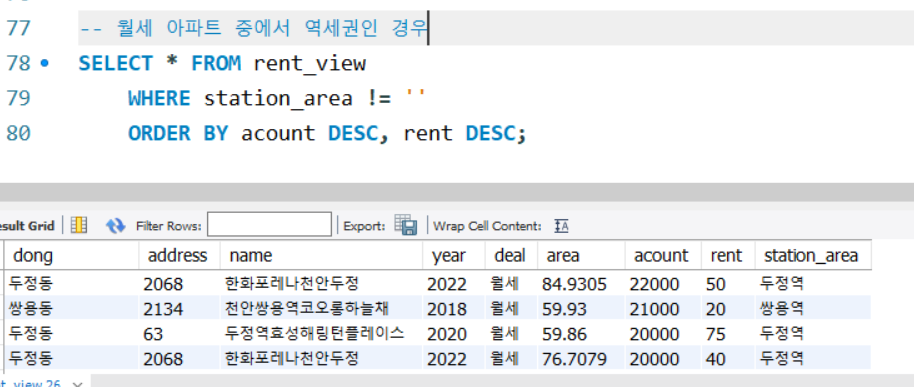 77 -- 월세 아파트 중에서 역세권인 경우
78 SELECT * FROM rent_view
79 WHERE station_area != ''
80 ORDER BY acount DESC, rent DESC;
Result Grid Filter Rows: Export: Wrap Cell Content: IA
dong address name year deal area acount rent station_area
두정동 2068 한화포레나천안두정 2022 월세 84.9305 22000 50 두정역
쌍용동 2134 천안쌍용역코오롱하늘채 2018 월세 59.93 21000 20 쌍용역
두정동 63 두정역효성해링턴플레이스 2020 월세 59.86 20000 75 두정역
두정동 2068 한화포레나천안두정 2022 월세 76.7079 20000 40 두정역
nt_view 26